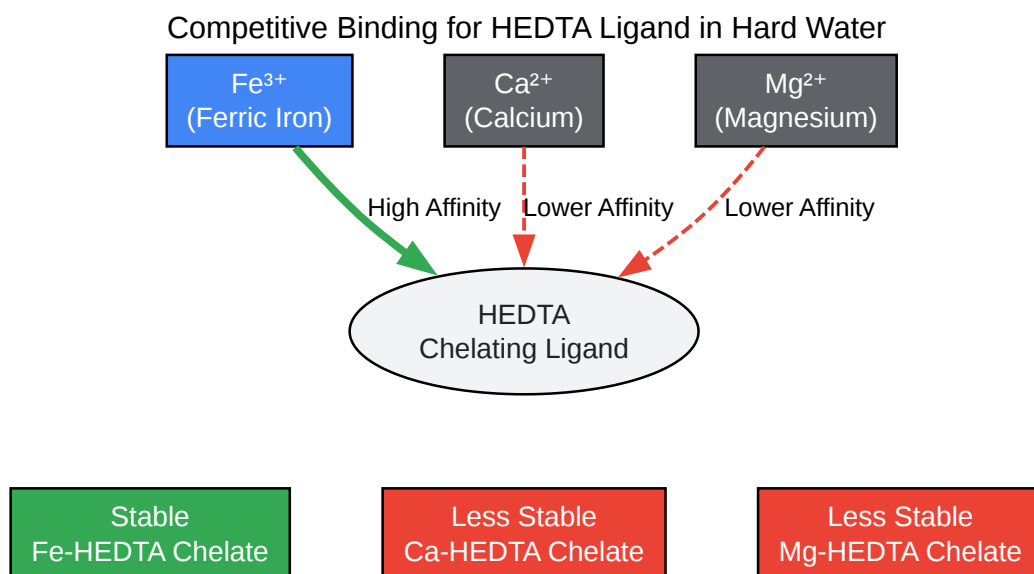 Competitive Binding for HEDTA Ligand in Hard Water
Fe³⁺
(Ferric Iron)
Ca²⁺
(Calcium)
Mg²⁺
(Magnesium)
High Affinity
Lower Affinity
Lower Affinity
HEDTA
Chelating Ligand
Stable
Fe-HEDTA Chelate
Less Stable
Ca-HEDTA Chelate
Less Stable
Mg-HEDTA Chelate